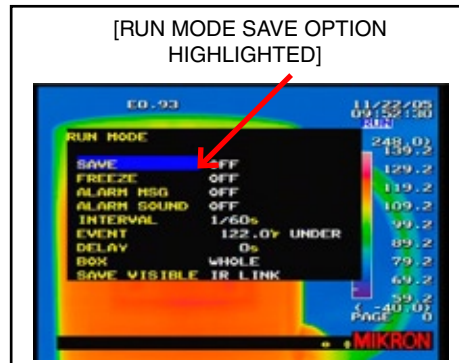 [RUN MODE SAVE OPTION
HIGHLIGHTED]
E0.93
11/22/05
09:52:30
RUN
RUN MODE
SAVE OFF
FREEZE OFF
ALARM MSG OFF
ALARM SOUND OFF
INTERVAL 1/60s
EVENT 122.0F UNDER
DELAY 0s
BOX WHOLE
SAVE VISIBLE IR LINK
248.0)
139.2
129.2
119.2
109.2
99.2
89.2
79.2
69.2
59.2
( -40.0)
PAGE 0
MIKRON